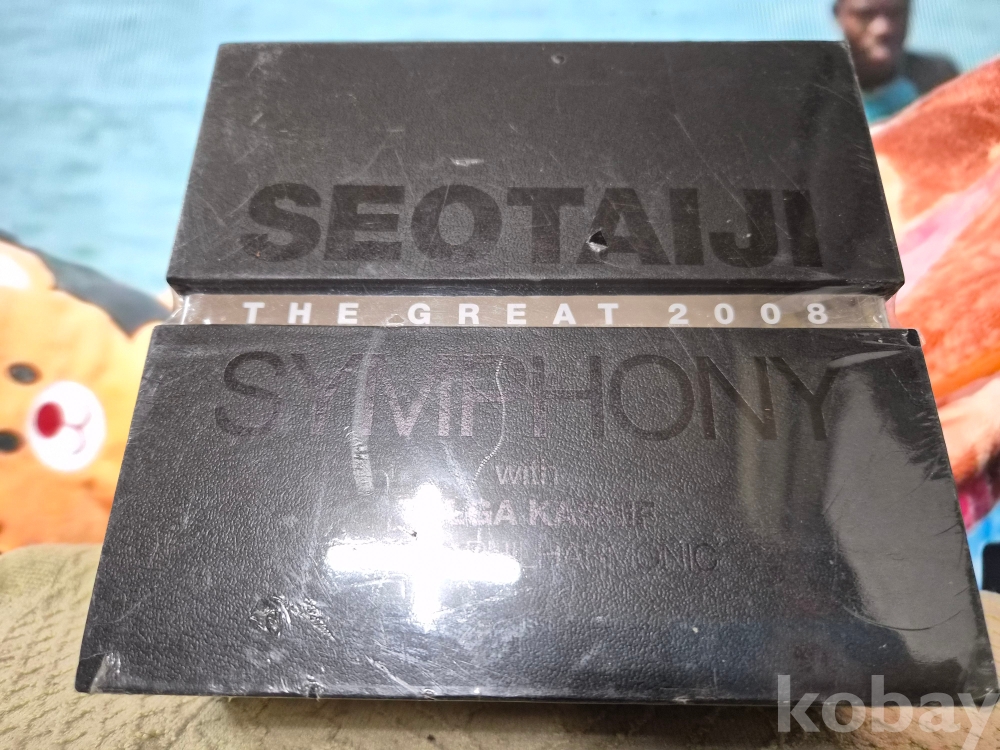 SEOTAIJI
THE GREAT 2008
SYMPHONY
with
kobay